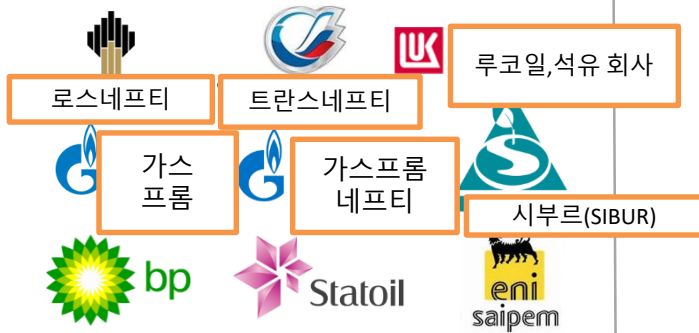 LUK
루코일,석유 회사
로스네프티
트란스네프티
가스
프롬
가스프롬
네프티
시부르(SIBUR)
bp
Statoil
eni
saipem